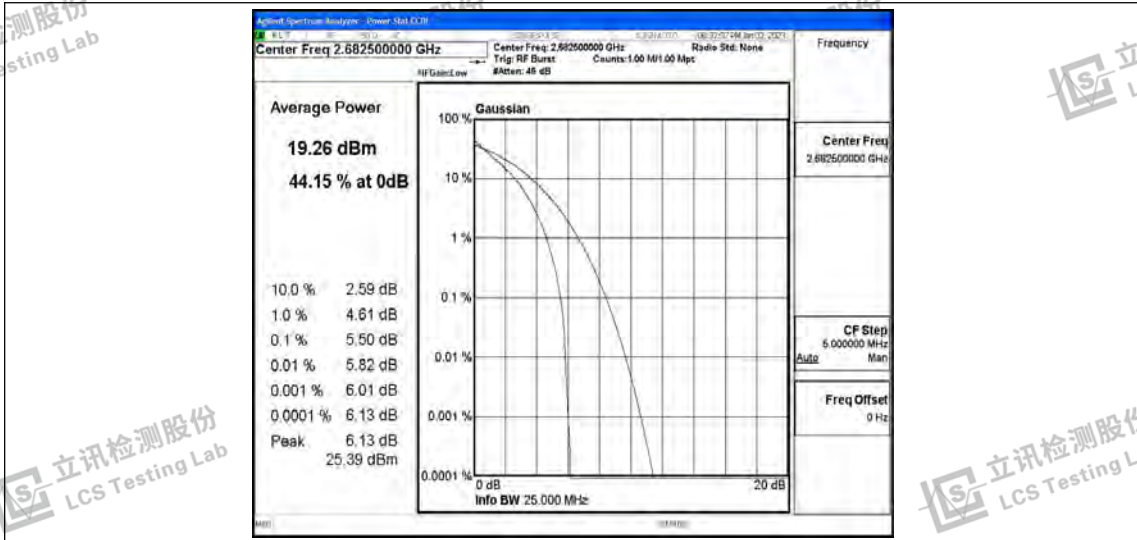 立讯检测股份
LCS Testing Lab
Agilent Spectrum Analyzer - Power Stat CCDF
Center Freq 2.682500000 GHz
Center Freq: 2.682500000 GHz
Radio Std: None
Trig: RF Burst
Counts:1.00 M/1.00 Mpt
#IFGain:Low
#Atten: 46 dB
Frequency
Average Power
19.26 dBm
44.15 % at 0dB
10.0 % 2.59 dB
1.0 % 4.61 dB
0.1 % 5.50 dB
0.01 % 5.82 dB
0.001 % 6.01 dB
0.0001 % 6.13 dB
Peak 6.13 dB
25.39 dBm
Gaussian
100 %
10 %
1 %
0.1 %
0.01 %
0.001 %
0.0001 %
0 dB
20 dB
Info BW 25.000 MHz
Center Freq
2.682500000 GHz
CF Step
5.000000 MHz
Auto Man
Freq Offset
0 Hz
立讯检测股份
LCS Testing Lab
立讯检测股份